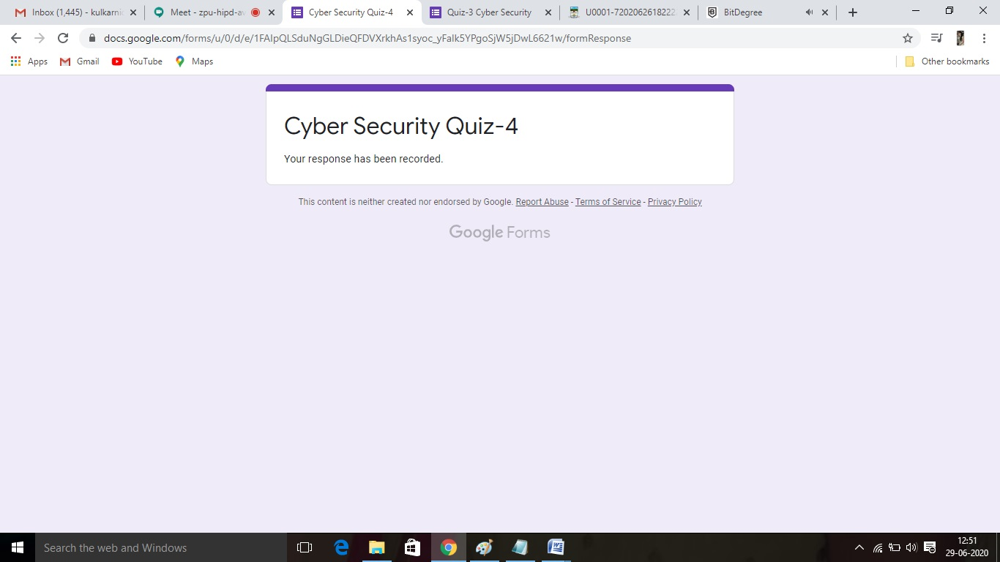 Inbox (1,445) - kulkarni
Meet - zpu-hipd-a
Cyber Security Quiz-4
Quiz-3 Cyber Security
U0001-7202062618222
BitDegree
docs.google.com/forms/u/0/d/e/1FAIpQLSduNgGLDieQFDVXrkhAs1syoc_yFalk5YPgoSjW5jDwL6621w/formResponse
Apps
Gmail
YouTube
Maps
Other bookmarks
Cyber Security Quiz-4
Your response has been recorded.
This content is neither created nor endorsed by Google. Report Abuse - Terms of Service - Privacy Policy
Google Forms
Search the web and Windows
12:51
29-06-2020